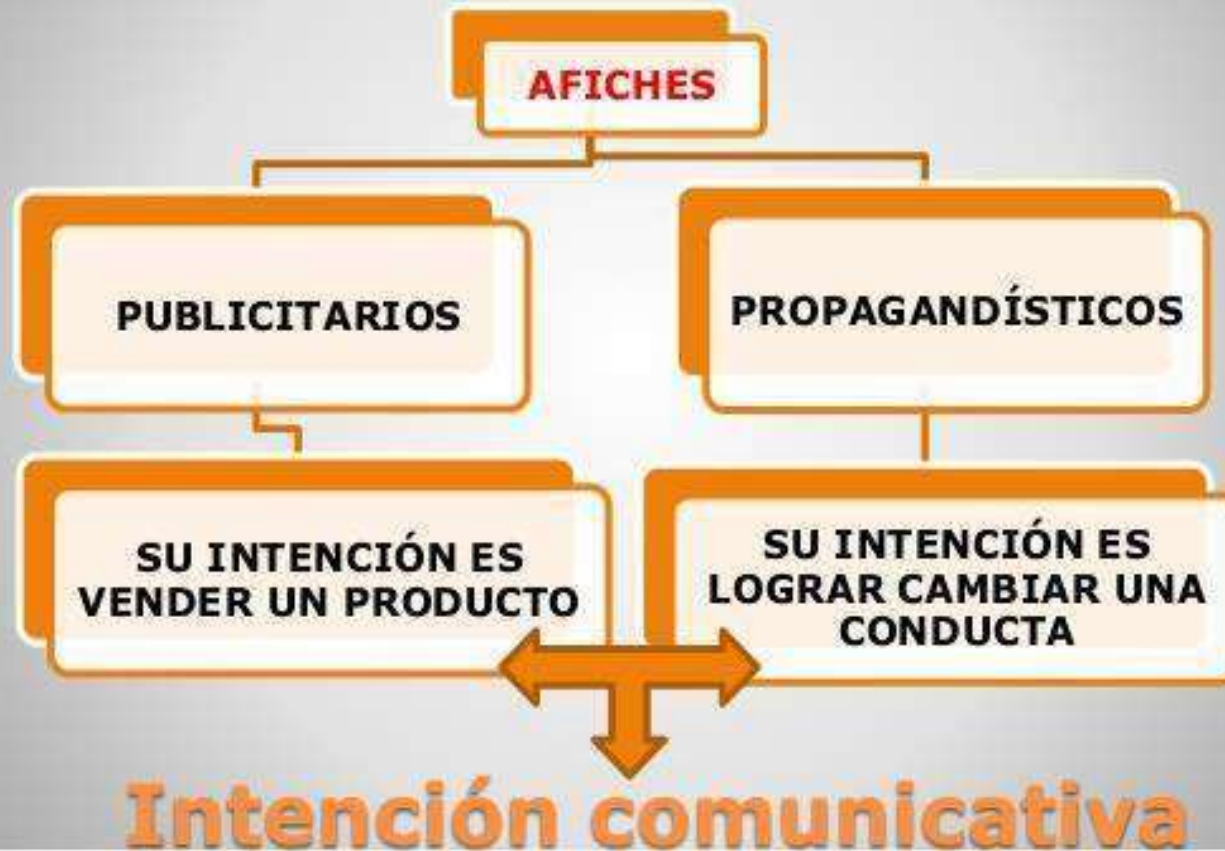 AFICHES
PUBLICITARIOS
PROPAGANDÍSTICOS
SU INTENCIÓN ES
VENDER UN PRODUCTO
SU INTENCIÓN ES
LOGRAR CAMBIAR UNA
CONDUCTA
Intención comunicativa